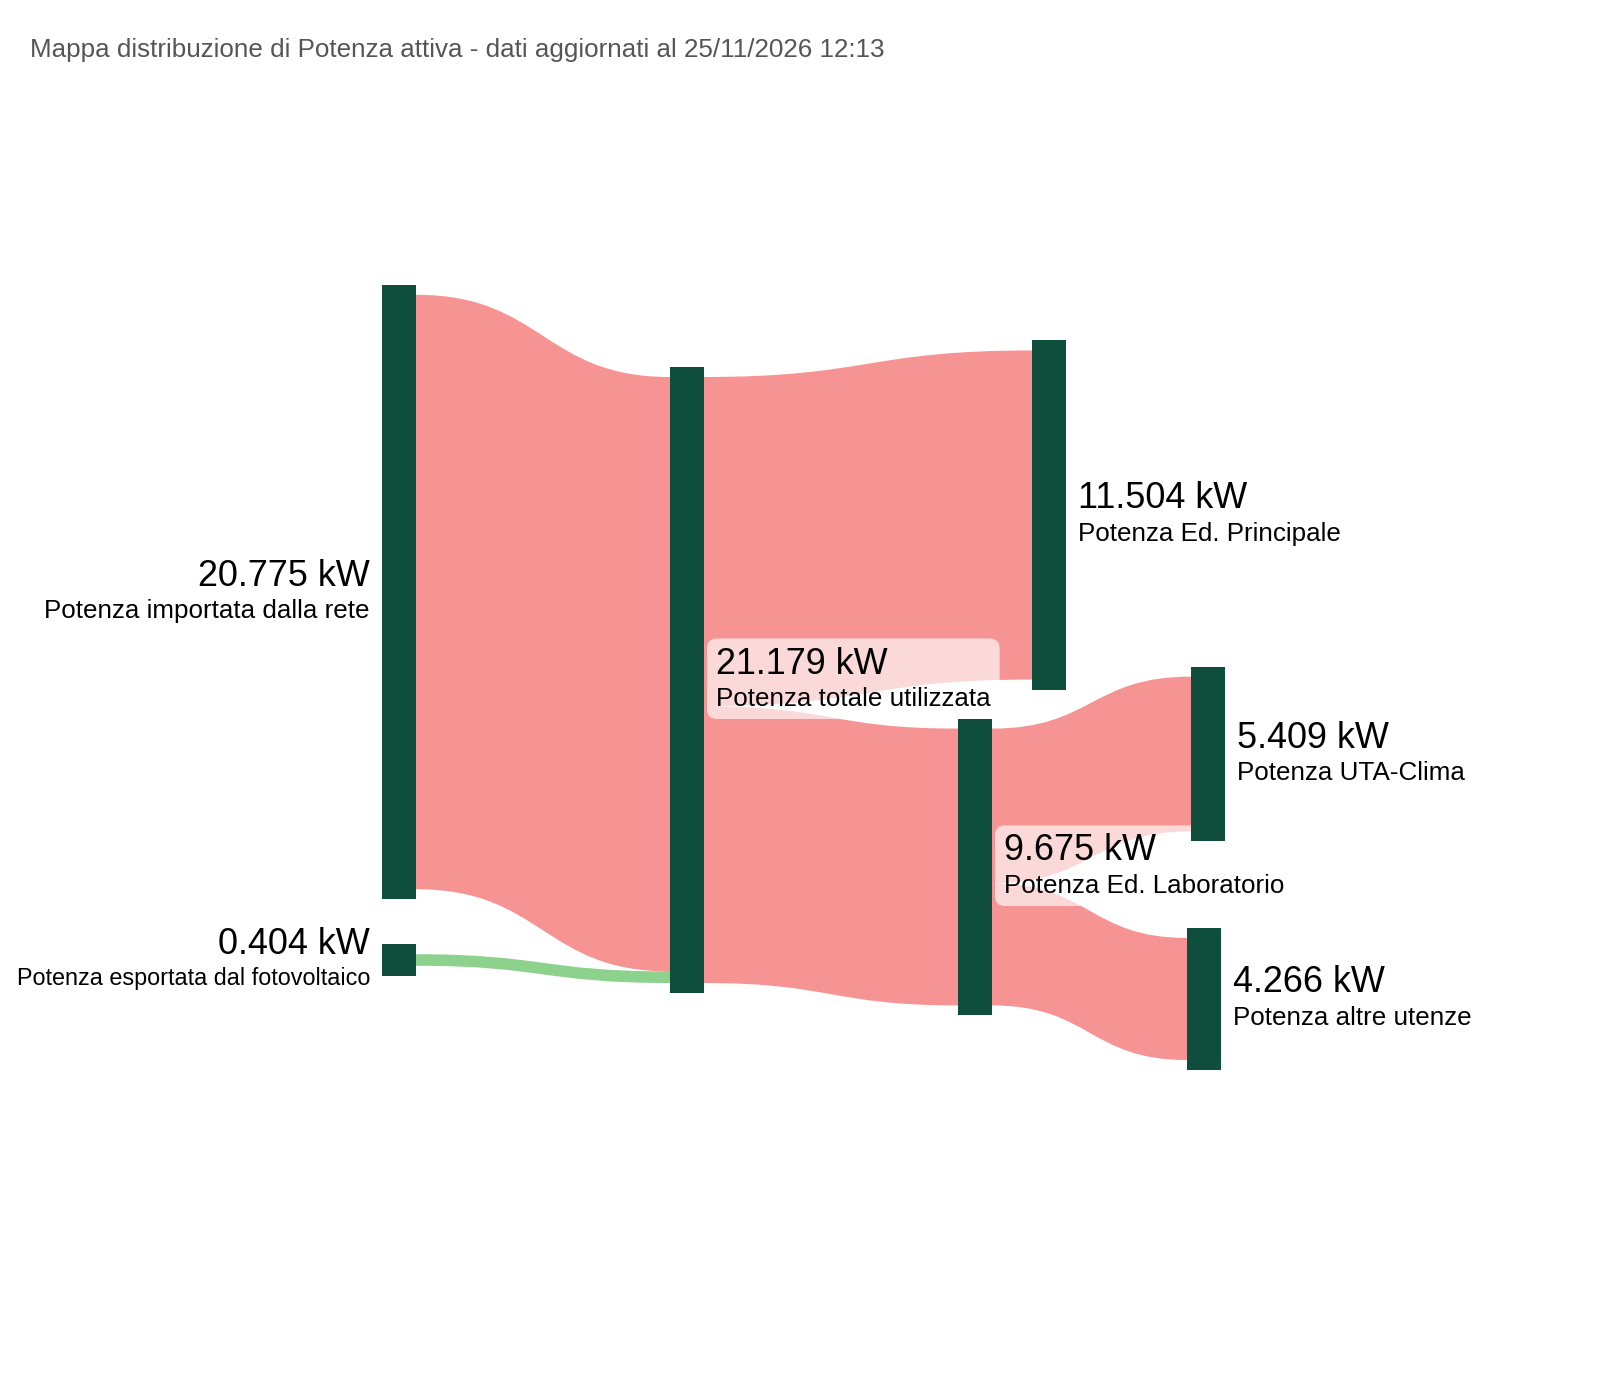 Mappa distribuzione di Potenza attiva - dati aggiornati al 25/11/2026 12:13
20.775 kW
Potenza importata dalla rete
0.404 kW
Potenza esportata dal fotovoltaico
21.179 kW
Potenza totale utilizzata
11.504 kW
Potenza Ed. Principale
9.675 kW
Potenza Ed. Laboratorio
5.409 kW
Potenza UTA-Clima
4.266 kW
Potenza altre utenze